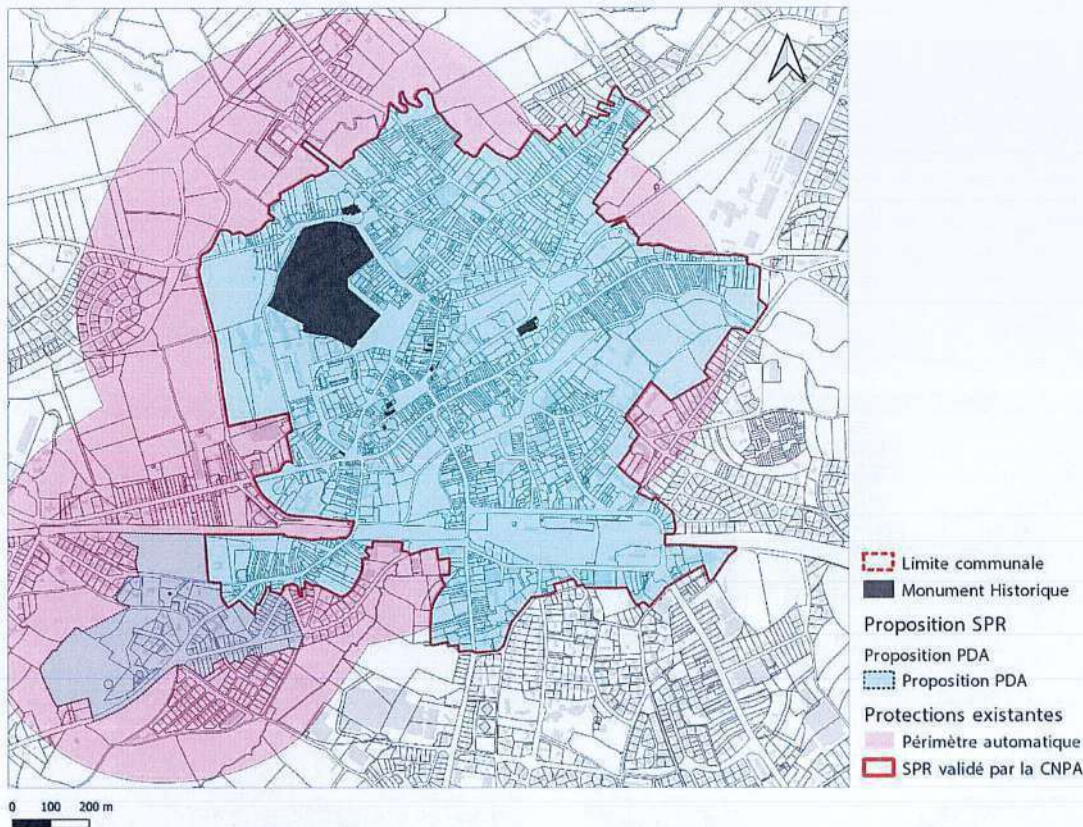 Limite communale
Monument Historique
Proposition SPR
Proposition PDA
Proposition PDA
Protections existantes
Périmètre automatique
SPR validé par la CNPA
0 100 200 m